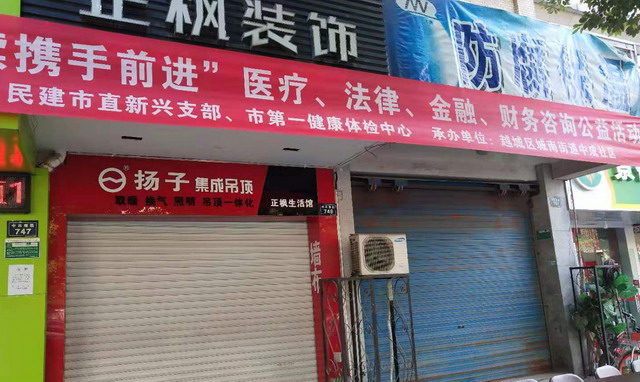 正枫装饰
携手前进”医疗、法律、金融、财务咨询公益活动
民建市直新兴支部、市第一健康体检中心 承办单位：越城区城南街道中成社区
扬子 集成吊顶
取暖 换气 照明 吊顶一体化
正枫生活馆
740
747
墙布